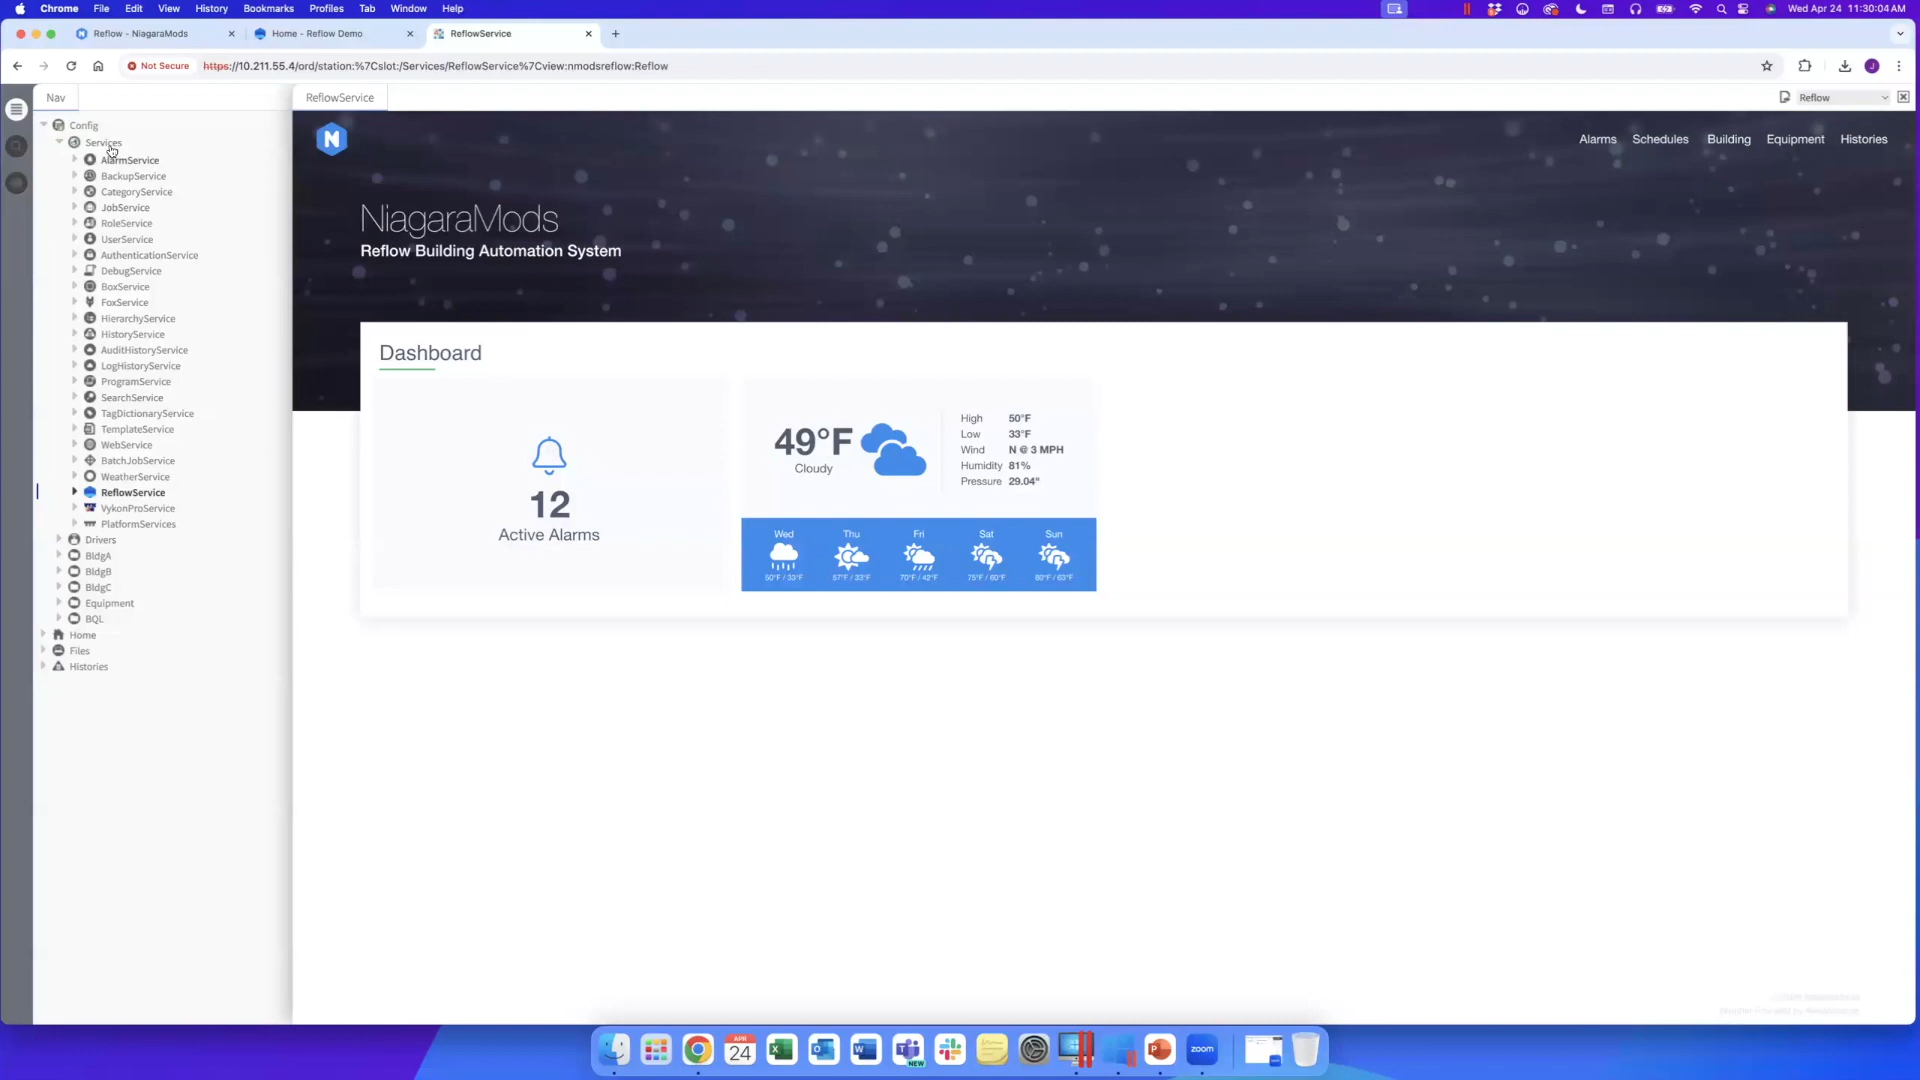 Chrome File Edit View History Bookmarks Profiles Tab Window Help Wed Apr 24 11:30:04 AM
Reflow - NiagaraMods Home - Reflow Demo ReflowService
Not Secure https://10.211.55.4/ord/station:%7Cslot:/Services/ReflowService%7Cview:nmodsreflow:Reflow
Nav ReflowService Reflow
Config
Services
AlarmService
BackupService
CategoryService
JobService
RoleService
UserService
AuthenticationService
DebugService
BoxService
FoxService
HierarchyService
HistoryService
AuditHistoryService
LogHistoryService
ProgramService
SearchService
TagDictionaryService
TemplateService
WebService
BatchJobService
WeatherService
ReflowService
VykonProService
PlatformServices
Drivers
BldgA
BldgB
BldgC
Equipment
BQL
Home
Files
Histories
N
Alarms Schedules Building Equipment Histories
NiagaraMods
Reflow Building Automation System
Dashboard
12
Active Alarms
49°F
Cloudy
High 50°F
Low 33°F
Wind N @ 3 MPH
Humidity 81%
Pressure 29.04"
Wed Thu Fri Sat Sun
50°F / 33°F 57°F / 33°F 70°F / 42°F 75°F / 60°F 80°F / 63°F
APR
24
NEW
zoom